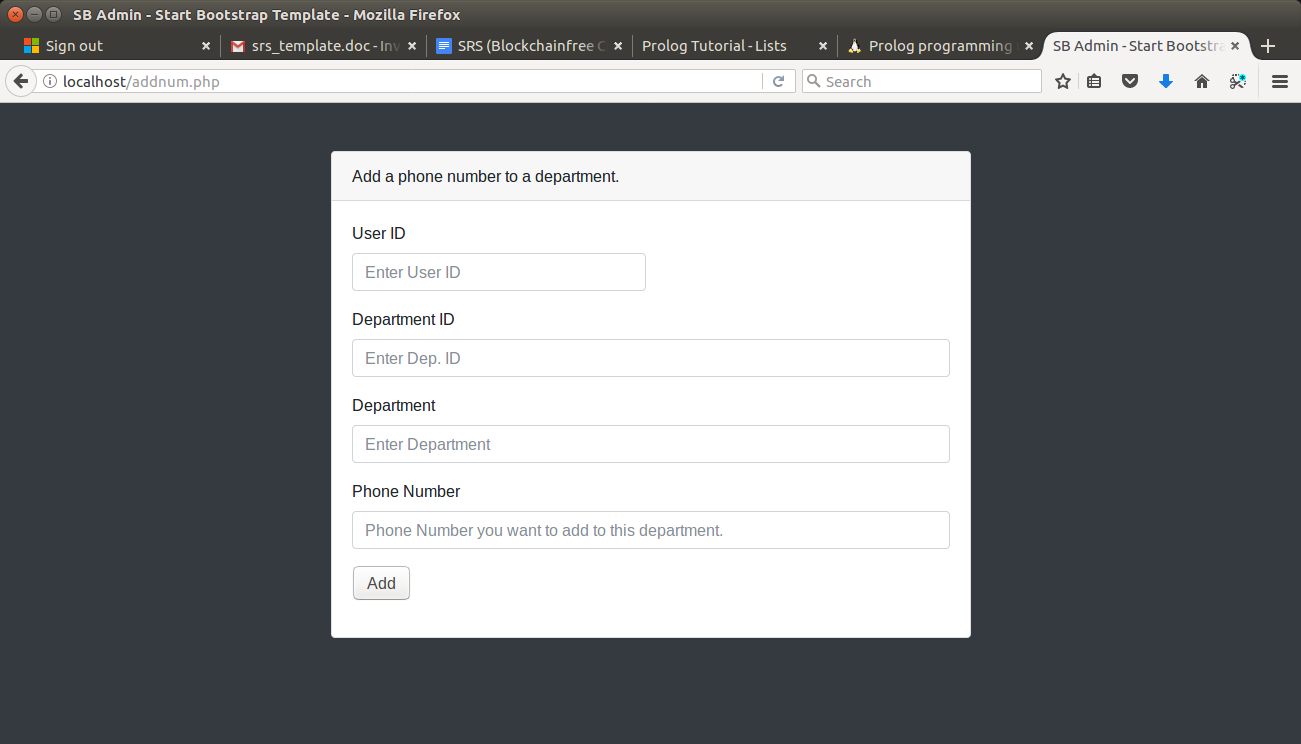 SB Admin - Start Bootstrap Template - Mozilla Firefox
Sign out
srs_template.doc - Inv
SRS (Blockchainfree C
Prolog Tutorial - Lists
Prolog programming
SB Admin - Start Bootstra
localhost/addnum.php
Search
Add a phone number to a department.
User ID
Enter User ID
Department ID
Enter Dep. ID
Department
Enter Department
Phone Number
Phone Number you want to add to this department.
Add